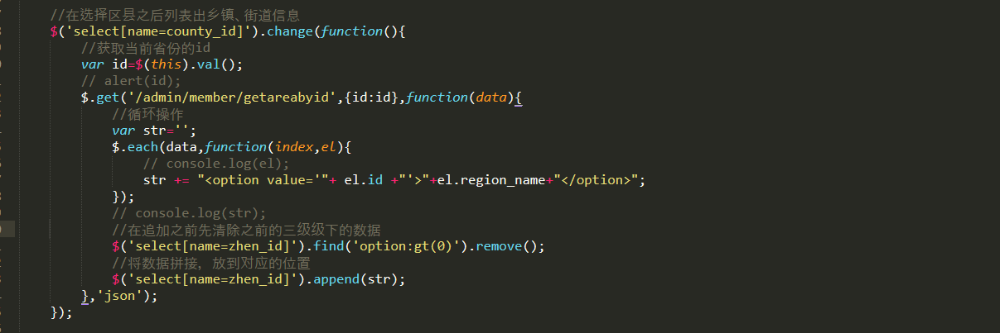 //在选择区县之后列表出乡镇、街道信息
$('select[name=county_id]').change(function(){
//获取当前省份的id
var id=$(this).val();
// alert(id);
$.get('/admin/member/getareabyid',{id:id},function(data){
//循环操作
var str='';
$.each(data,function(index,el){
// console.log(el);
str += "<option value='"+ el.id +"'>"+el.region_name+"</option>";
});
// console.log(str);
//在追加之前先清除之前的三级级下的数据
$('select[name=zhen_id]').find('option:gt(0)').remove();
//将数据拼接，放到对应的位置
$('select[name=zhen_id]').append(str);
},'json');
});